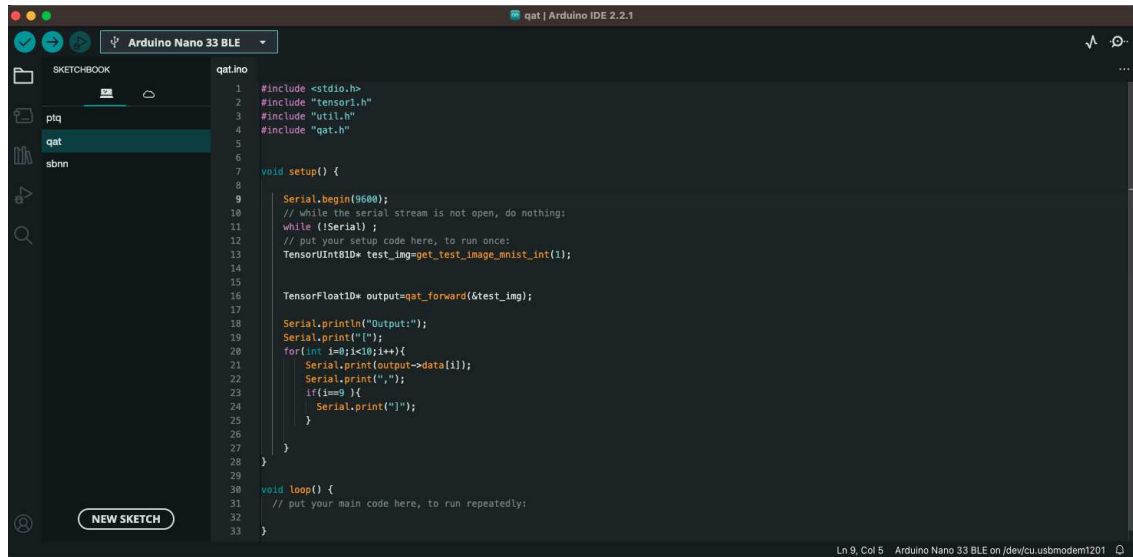 qat | Arduino IDE 2.2.1
Arduino Nano 33 BLE
SKETCHBOOK
ptq
qat
sbnn
NEW SKETCH
qat.ino
1 #include <stdio.h>
2 #include "tensor1.h"
3 #include "util.h"
4 #include "qat.h"
5
6
7 void setup() {
8
9 Serial.begin(9600);
10 // while the serial stream is not open, do nothing:
11 while (!Serial) ;
12 // put your setup code here, to run once:
13 TensorUInt81D* test_img=get_test_image_mnist_int(1);
14
15
16 TensorFloat1D* output=qat_forward(&test_img);
17
18 Serial.println("Output:");
19 Serial.print("[");
20 for(int i=0;i<10;i++){
21 Serial.print(output->data[i]);
22 Serial.print(",");
23 if(i==9 ){
24 Serial.print("]");
25 }
26
27 }
28 }
29
30 void loop() {
31 // put your main code here, to run repeatedly:
32
33 }
Ln 9, Col 5 Arduino Nano 33 BLE on /dev/cu.usbmodem1201